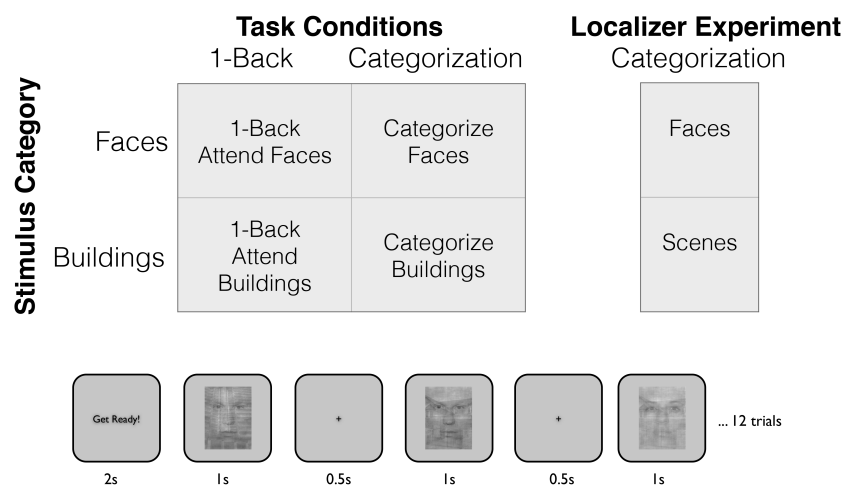 Task Conditions
Localizer Experiment
1-Back
Categorization
Categorization
Stimulus Category
Faces
1-Back
Attend Faces
Categorize
Faces
Faces
Buildings
1-Back
Attend
Buildings
Categorize
Buildings
Scenes
Get Ready!
+
+
... 12 trials
2s
1s
0.5s
1s
0.5s
1s